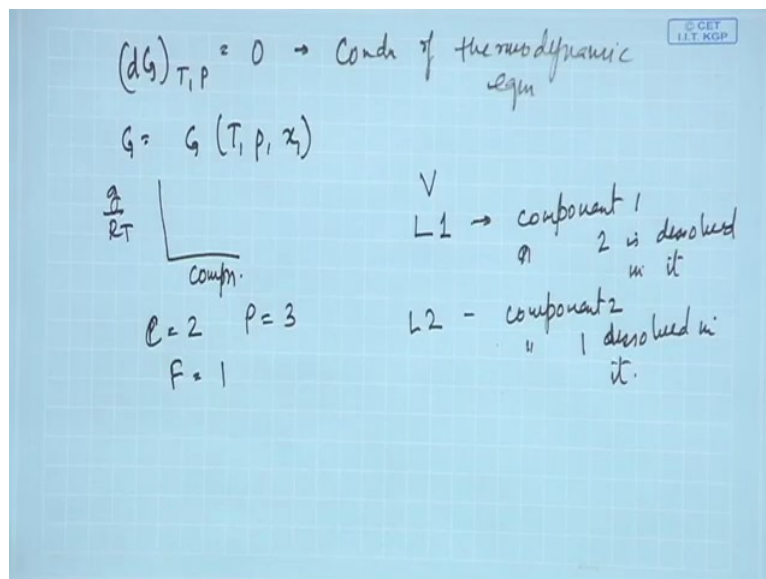 © CET
I.I.T. KGP
(dG)T,P = 0 → Condn of thermodynamic
eqm
G = G (T, P, x1)
g/RT
Compn.
C = 2 P = 3
F = 1
V
L1 → component 1
" 2 is dissolved
in it
L2 - component 2
" 1 dissolved in
it.